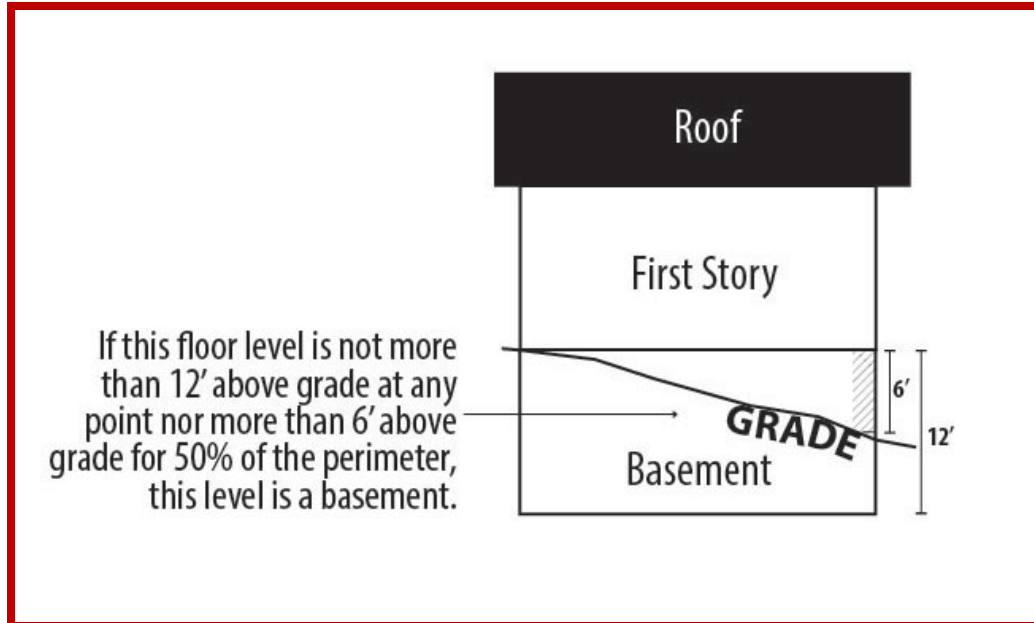 Roof
First Story
If this floor level is not more
than 12' above grade at any
point nor more than 6' above
grade for 50% of the perimeter,
this level is a basement.
6'
GRADE
12'
Basement